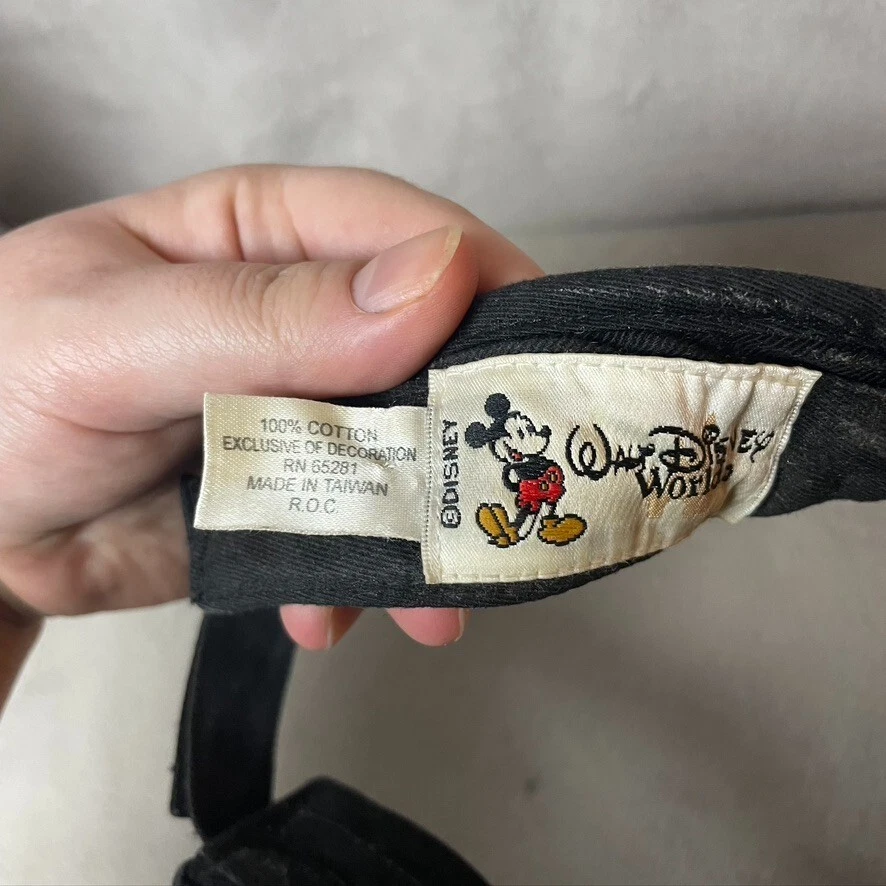 100% COTTON
EXCLUSIVE OF DECORATION
RN 65281
MADE IN TAIWAN
R.O.C.
©DISNEY
WALT DISNEY
World